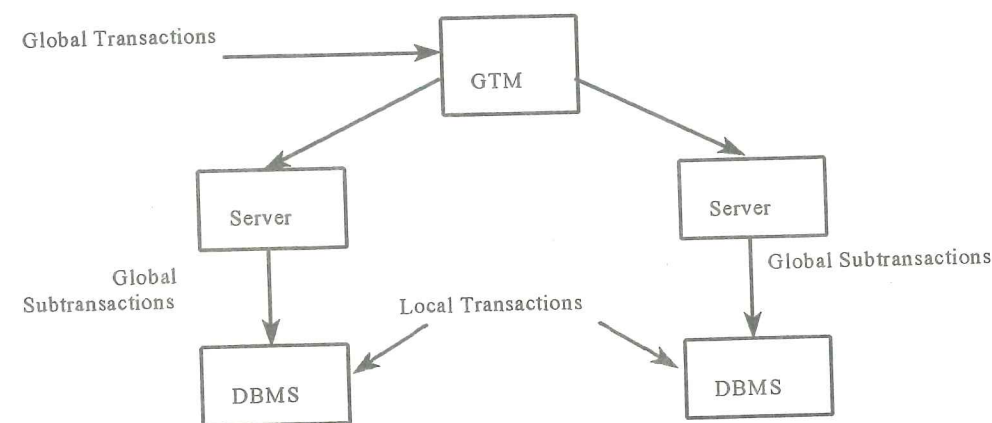 Global Transactions
GTM
Server
Server
Global
Subtransactions
Global Subtransactions
Local Transactions
DBMS
DBMS